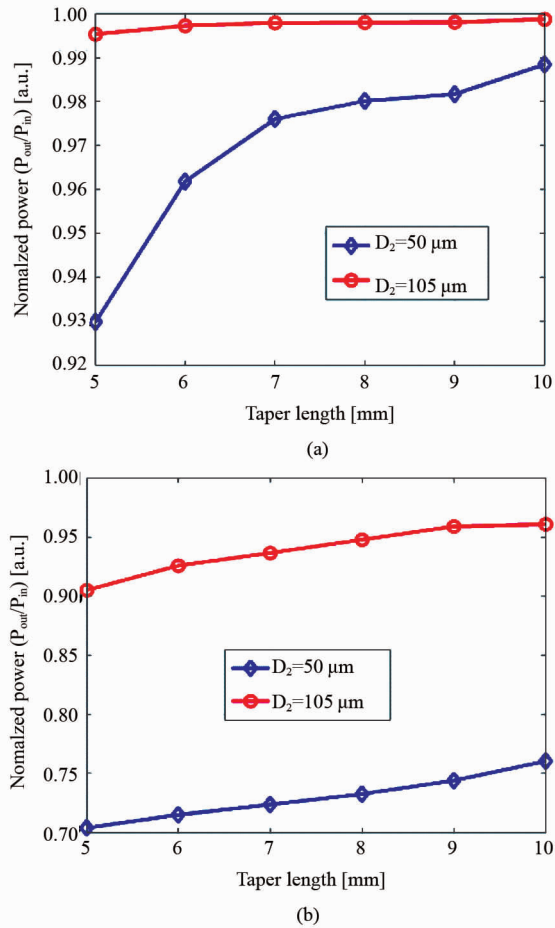 1.00
0.99
0.98
0.97
0.96
0.95
0.94
0.93
0.92
Nomalzed power (Pout/Pin) [a.u.]
D2=50 μm
D2=105 μm
5 6 7 8 9 10
Taper length [mm]
(a)
1.00
0.95
0.90
0.85
0.80
0.75
0.70
Nomalzed power (Pout/Pin) [a.u.]
D2=50 μm
D2=105 μm
5 6 7 8 9 10
Taper length [mm]
(b)